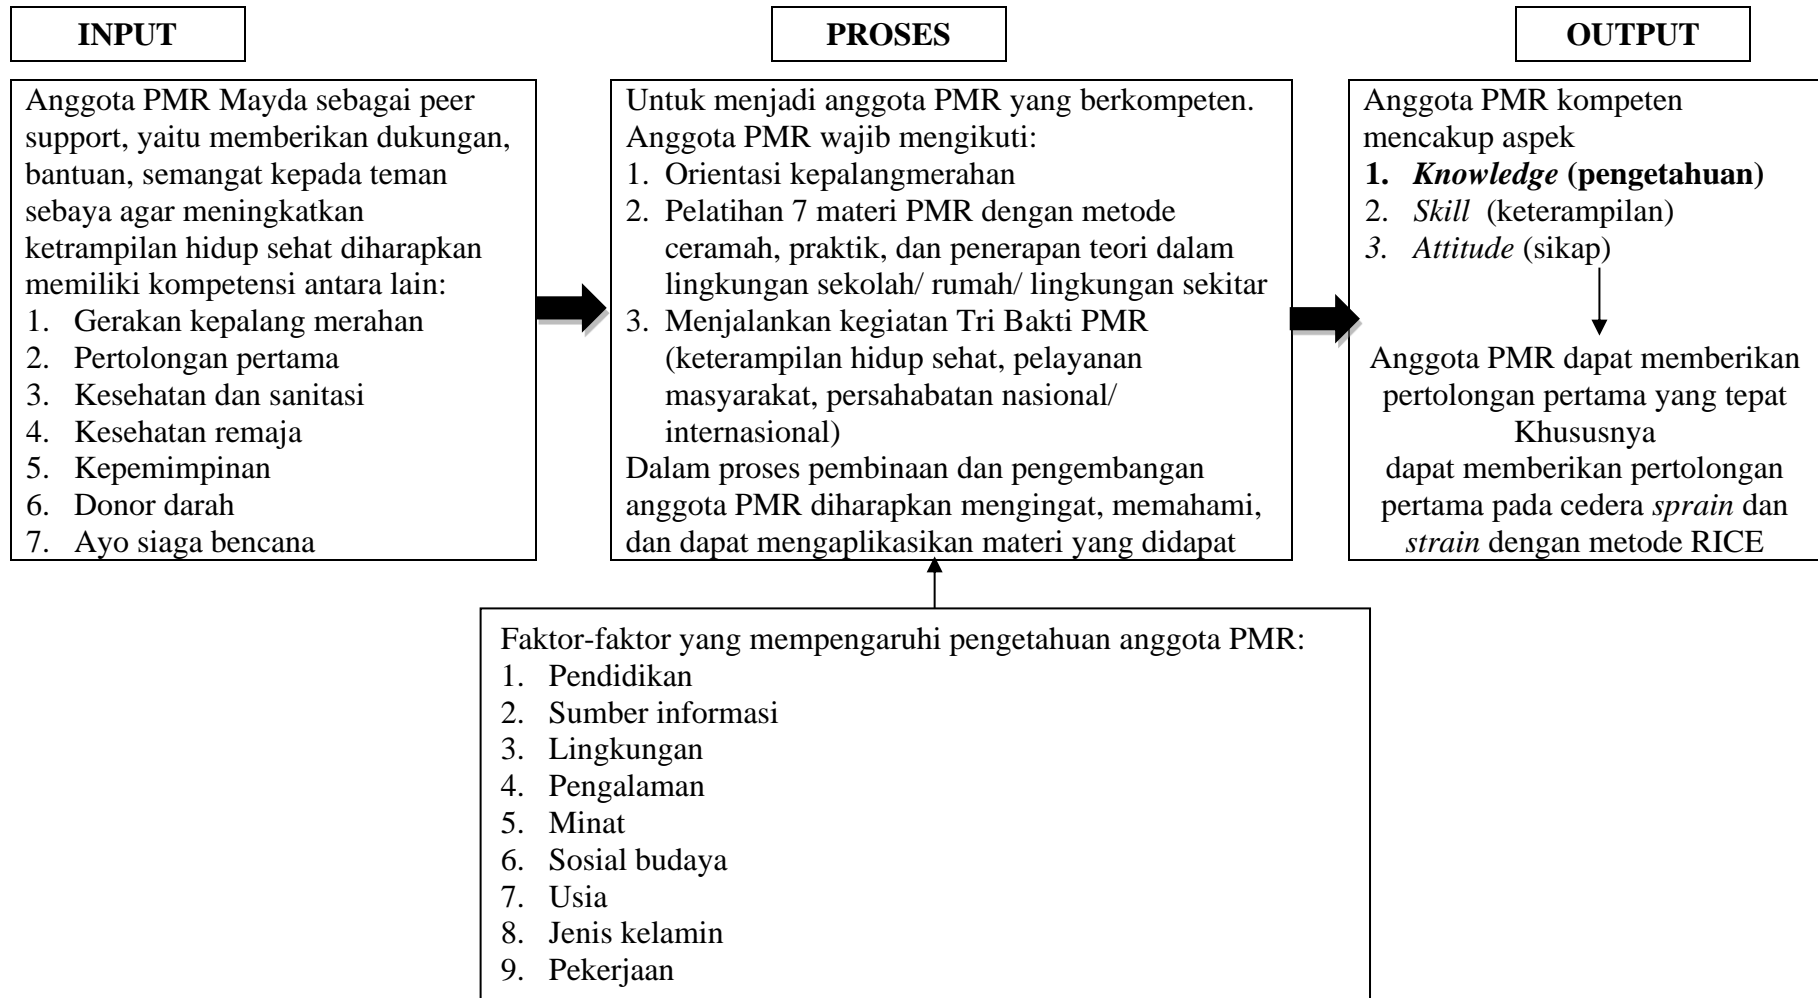 INPUT
PROSES
OUTPUT
Anggota PMR Mayda sebagai peer
support, yaitu memberikan dukungan,
bantuan, semangat kepada teman
sebaya agar meningkatkan
ketrampilan hidup sehat diharapkan
memiliki kompetensi antara lain:
1. Gerakan kepalang merahan
2. Pertolongan pertama
3. Kesehatan dan sanitasi
4. Kesehatan remaja
5. Kepemimpinan
6. Donor darah
7. Ayo siaga bencana
Untuk menjadi anggota PMR yang berkompeten.
Anggota PMR wajib mengikuti:
1. Orientasi kepalangmerahan
2. Pelatihan 7 materi PMR dengan metode
ceramah, praktik, dan penerapan teori dalam
lingkungan sekolah/ rumah/ lingkungan sekitar
3. Menjalankan kegiatan Tri Bakti PMR
(keterampilan hidup sehat, pelayanan
masyarakat, persahabatan nasional/
internasional)
Dalam proses pembinaan dan pengembangan
anggota PMR diharapkan mengingat, memahami,
dan dapat mengaplikasikan materi yang didapat
Anggota PMR kompeten
mencakup aspek
1. Knowledge (pengetahuan)
2. Skill (keterampilan)
3. Attitude (sikap)
Anggota PMR dapat memberikan
pertolongan pertama yang tepat
Khususnya
dapat memberikan pertolongan
pertama pada cedera sprain dan
strain dengan metode RICE
Faktor-faktor yang mempengaruhi pengetahuan anggota PMR:
1. Pendidikan
2. Sumber informasi
3. Lingkungan
4. Pengalaman
5. Minat
6. Sosial budaya
7. Usia
8. Jenis kelamin
9. Pekerjaan